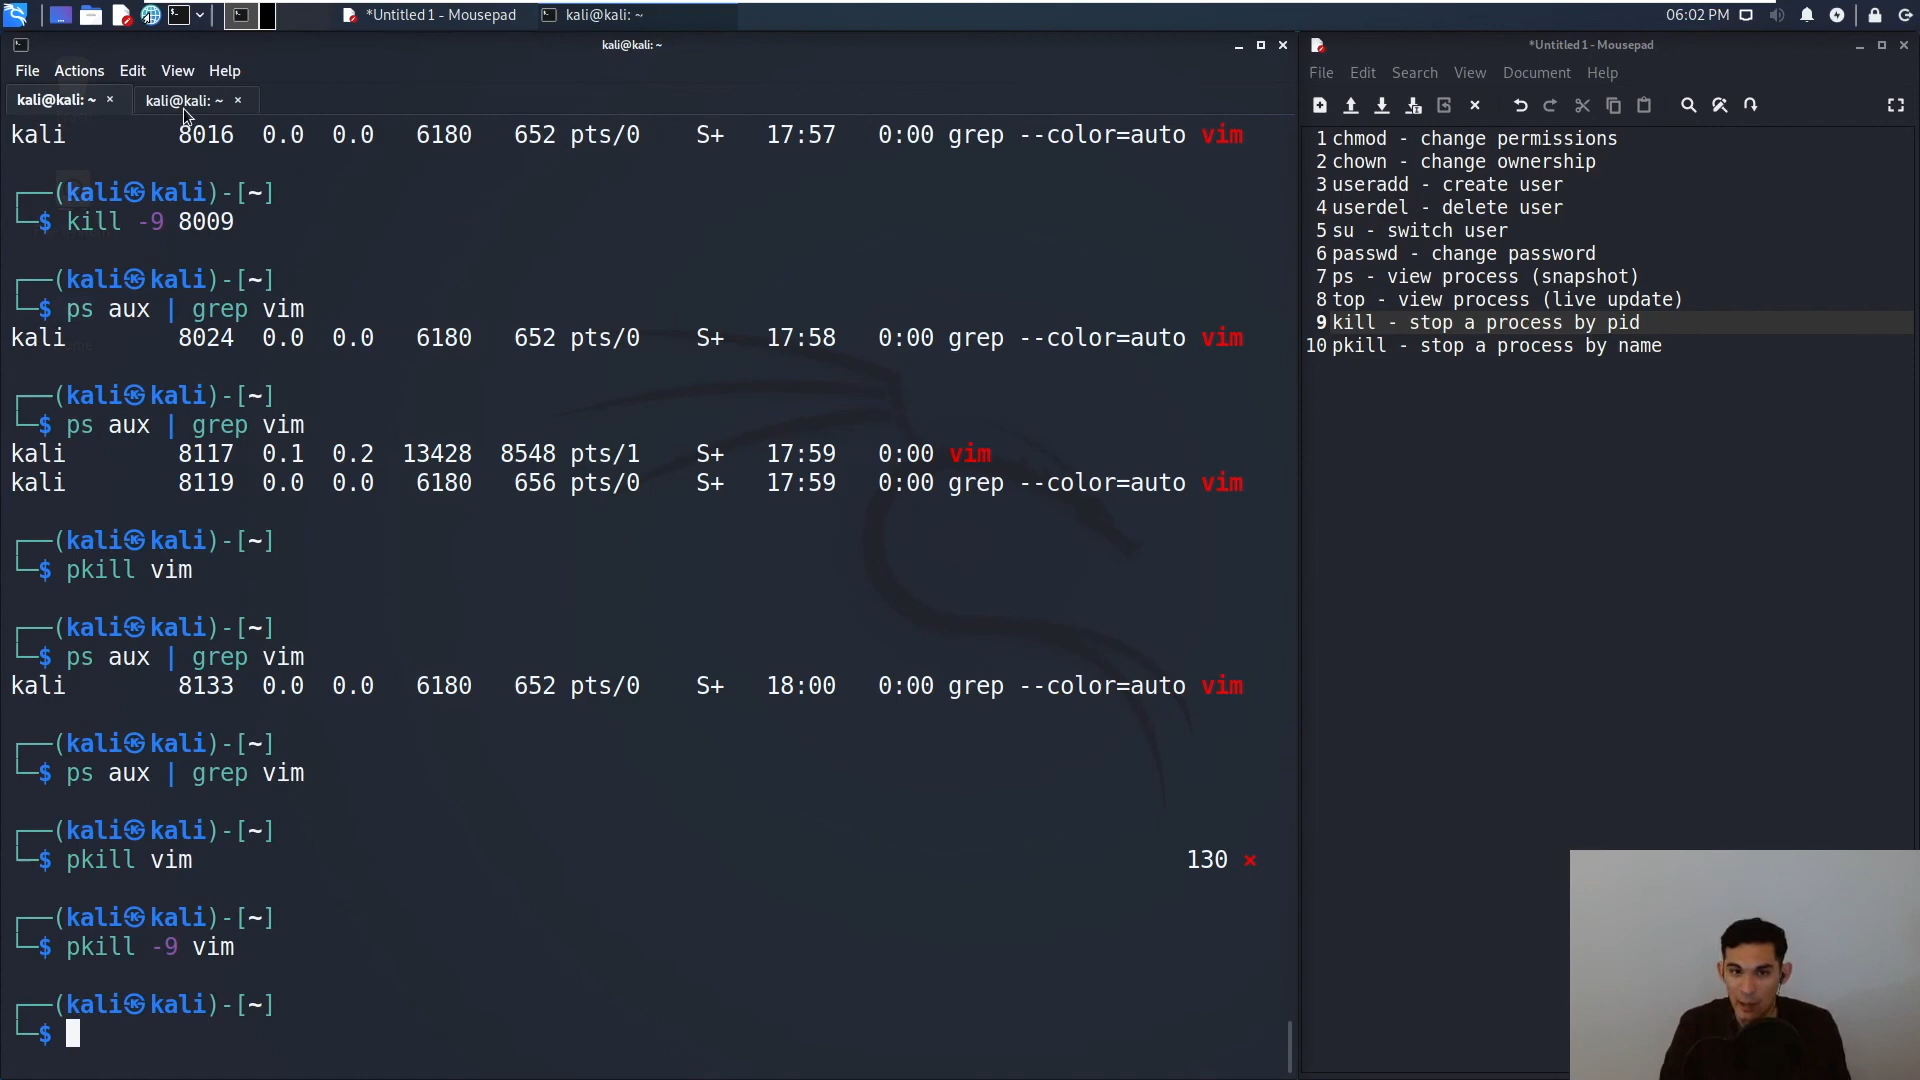 *Untitled 1 - Mousepad
kali@kali: ~
06:02 PM
kali@kali: ~
File Actions Edit View Help
kali@kali: ~ ×
kali@kali: ~ ×
kali 8016 0.0 0.0 6180 652 pts/0 S+ 17:57 0:00 grep --color=auto vim
┌──(kali㉿kali)-[~]
└─$ kill -9 8009
┌──(kali㉿kali)-[~]
└─$ ps aux | grep vim
kali 8024 0.0 0.0 6180 652 pts/0 S+ 17:58 0:00 grep --color=auto vim
┌──(kali㉿kali)-[~]
└─$ ps aux | grep vim
kali 8117 0.1 0.2 13428 8548 pts/1 S+ 17:59 0:00 vim
kali 8119 0.0 0.0 6180 656 pts/0 S+ 17:59 0:00 grep --color=auto vim
┌──(kali㉿kali)-[~]
└─$ pkill vim
┌──(kali㉿kali)-[~]
└─$ ps aux | grep vim
kali 8133 0.0 0.0 6180 652 pts/0 S+ 18:00 0:00 grep --color=auto vim
┌──(kali㉿kali)-[~]
└─$ ps aux | grep vim
┌──(kali㉿kali)-[~]
└─$ pkill vim 130 ×
┌──(kali㉿kali)-[~]
└─$ pkill -9 vim
┌──(kali㉿kali)-[~]
└─$
*Untitled 1 - Mousepad
File Edit Search View Document Help
1 chmod - change permissions
2 chown - change ownership
3 useradd - create user
4 userdel - delete user
5 su - switch user
6 passwd - change password
7 ps - view process (snapshot)
8 top - view process (live update)
9 kill - stop a process by pid
10 pkill - stop a process by name